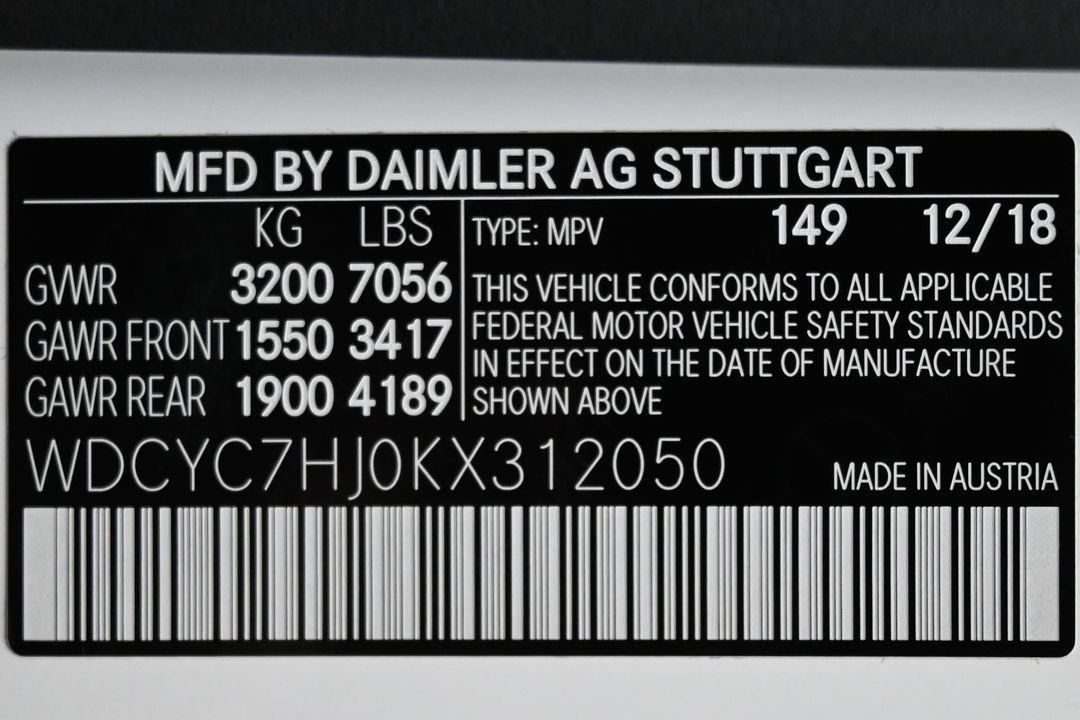 MFD BY DAIMLER AG STUTTGART
KG LBS
GVWR 3200 7056
GAWR FRONT 1550 3417
GAWR REAR 1900 4189
TYPE: MPV 149 12/18
THIS VEHICLE CONFORMS TO ALL APPLICABLE
FEDERAL MOTOR VEHICLE SAFETY STANDARDS
IN EFFECT ON THE DATE OF MANUFACTURE
SHOWN ABOVE
WDCYC7HJ0KX312050
MADE IN AUSTRIA